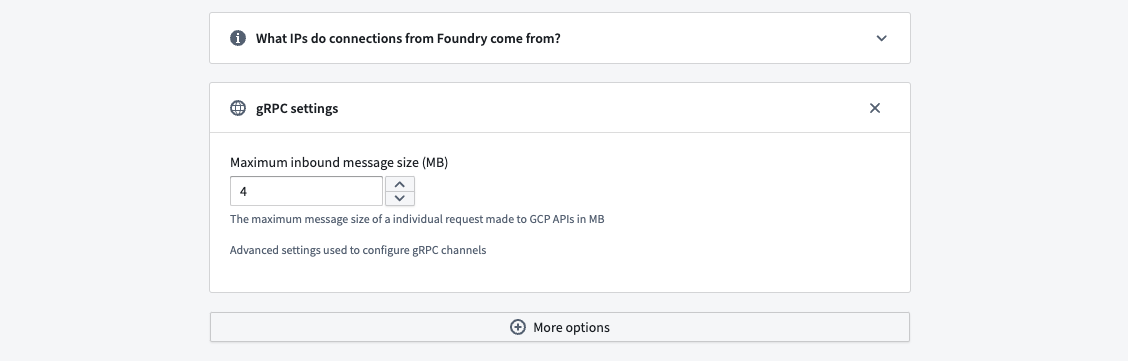 What IPs do connections from Foundry come from?
gRPC settings
Maximum inbound message size (MB)
4
The maximum message size of a individual request made to GCP APIs in MB
Advanced settings used to configure gRPC channels
More options